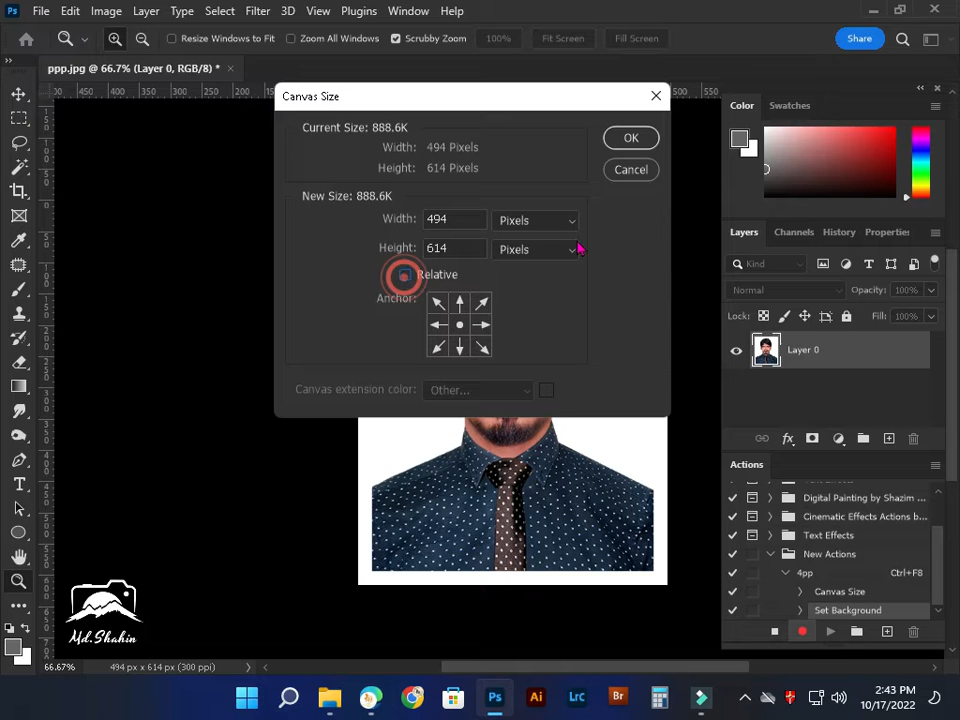 Ps File Edit Image Layer Type Select Filter 3D View Plugins Window Help
Resize Windows to Fit Zoom All Windows Scrubby Zoom 100% Fit Screen Fill Screen Share
ppp.jpg @ 66.7% (Layer 0, RGB/8) * ×
500 550
Canvas Size
Current Size: 888.6K
Width: 494 Pixels
Height: 614 Pixels
OK
Cancel
New Size: 888.6K
Width: 494 Pixels
Height: 614 Pixels
Relative
Anchor:
Canvas extension color: Other...
Color Swatches
Layers Channels History Properties
Kind
Normal Opacity: 100%
Lock: Fill: 100%
Layer 0
Actions
Digital Painting by Shazim ...
Cinematic Effects Actions b...
Text Effects
New Actions
4pp Ctrl+F8
Canvas Size
Set Background
Md.Shahin
66.67% 494 px x 614 px (300 ppi)
Ps Ai Lrc Br
2:43 PM
10/17/2022